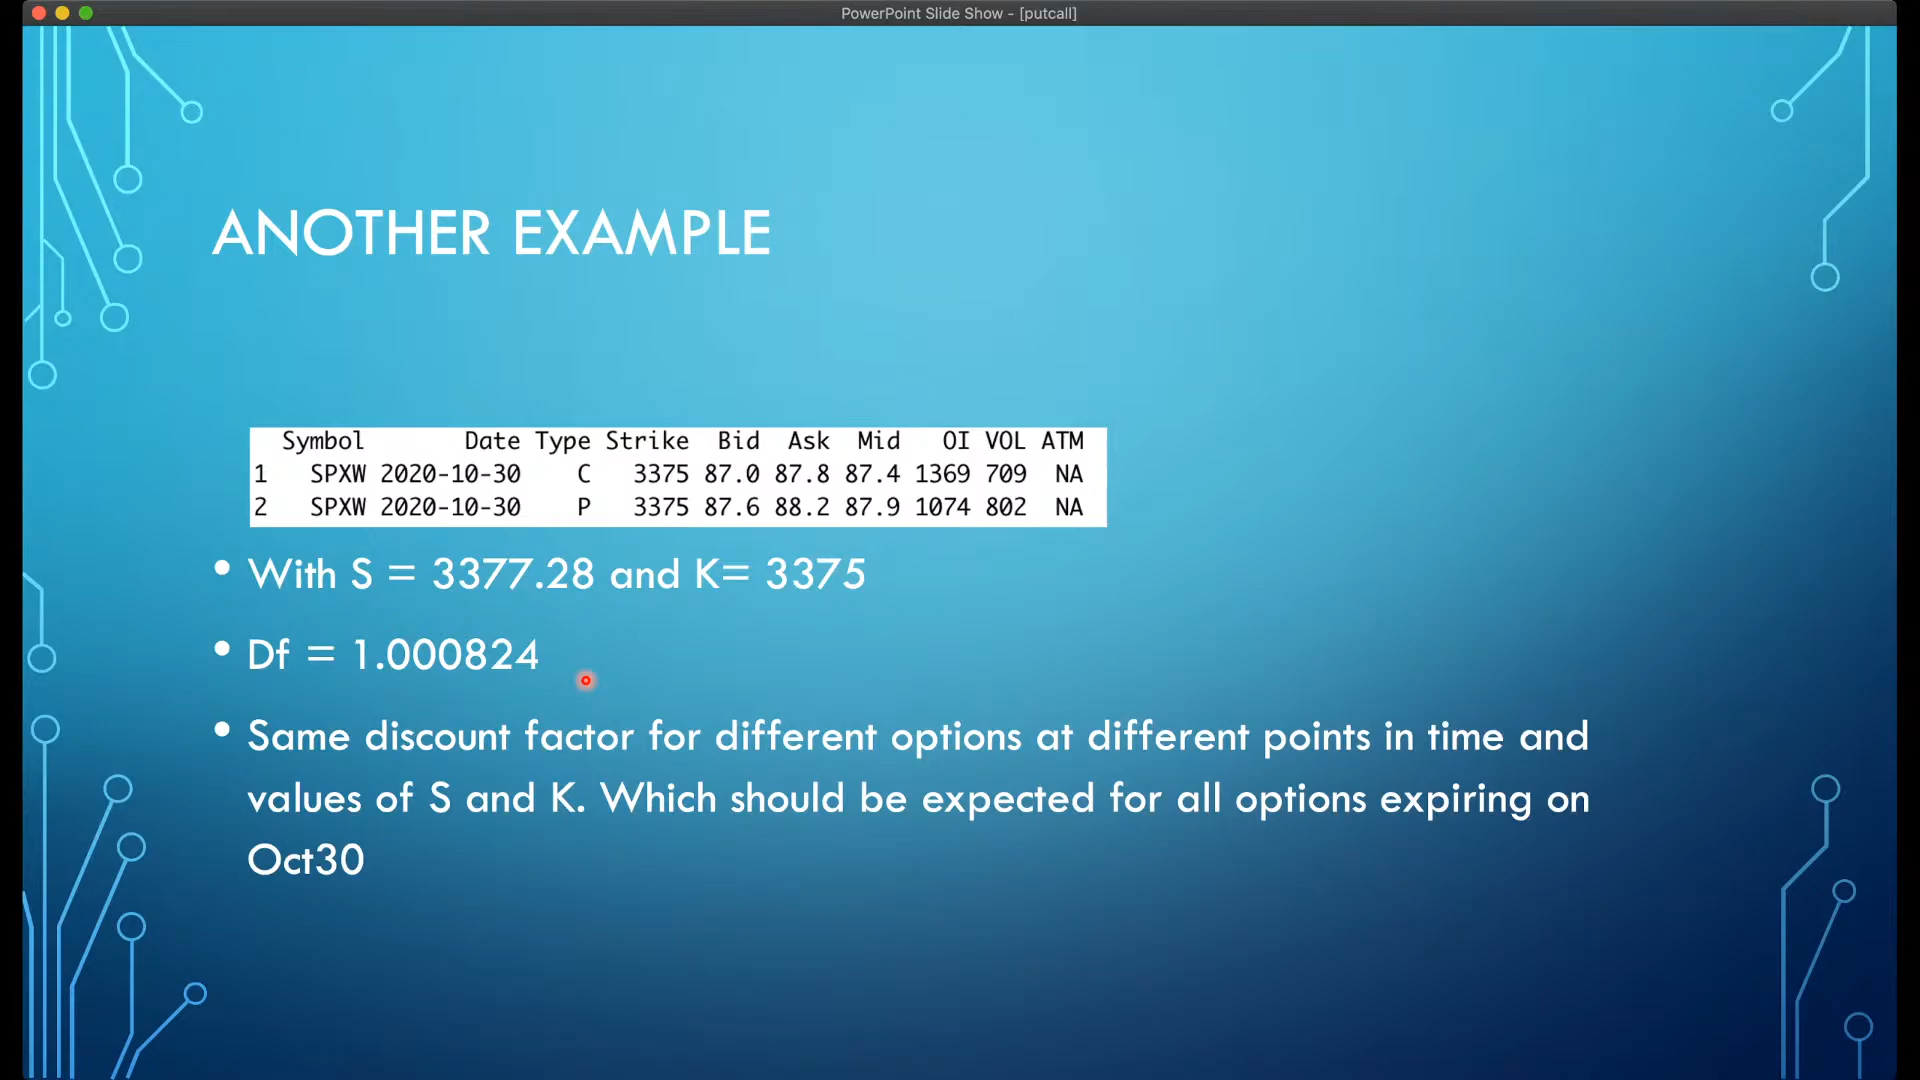 PowerPoint Slide Show - [putcall]
ANOTHER EXAMPLE
Symbol Date Type Strike Bid Ask Mid OI VOL ATM
1 SPXW 2020-10-30 C 3375 87.0 87.8 87.4 1369 709 NA
2 SPXW 2020-10-30 P 3375 87.6 88.2 87.9 1074 802 NA
• With S = 3377.28 and K= 3375
• Df = 1.000824
• Same discount factor for different options at different points in time and
values of S and K. Which should be expected for all options expiring on
Oct30